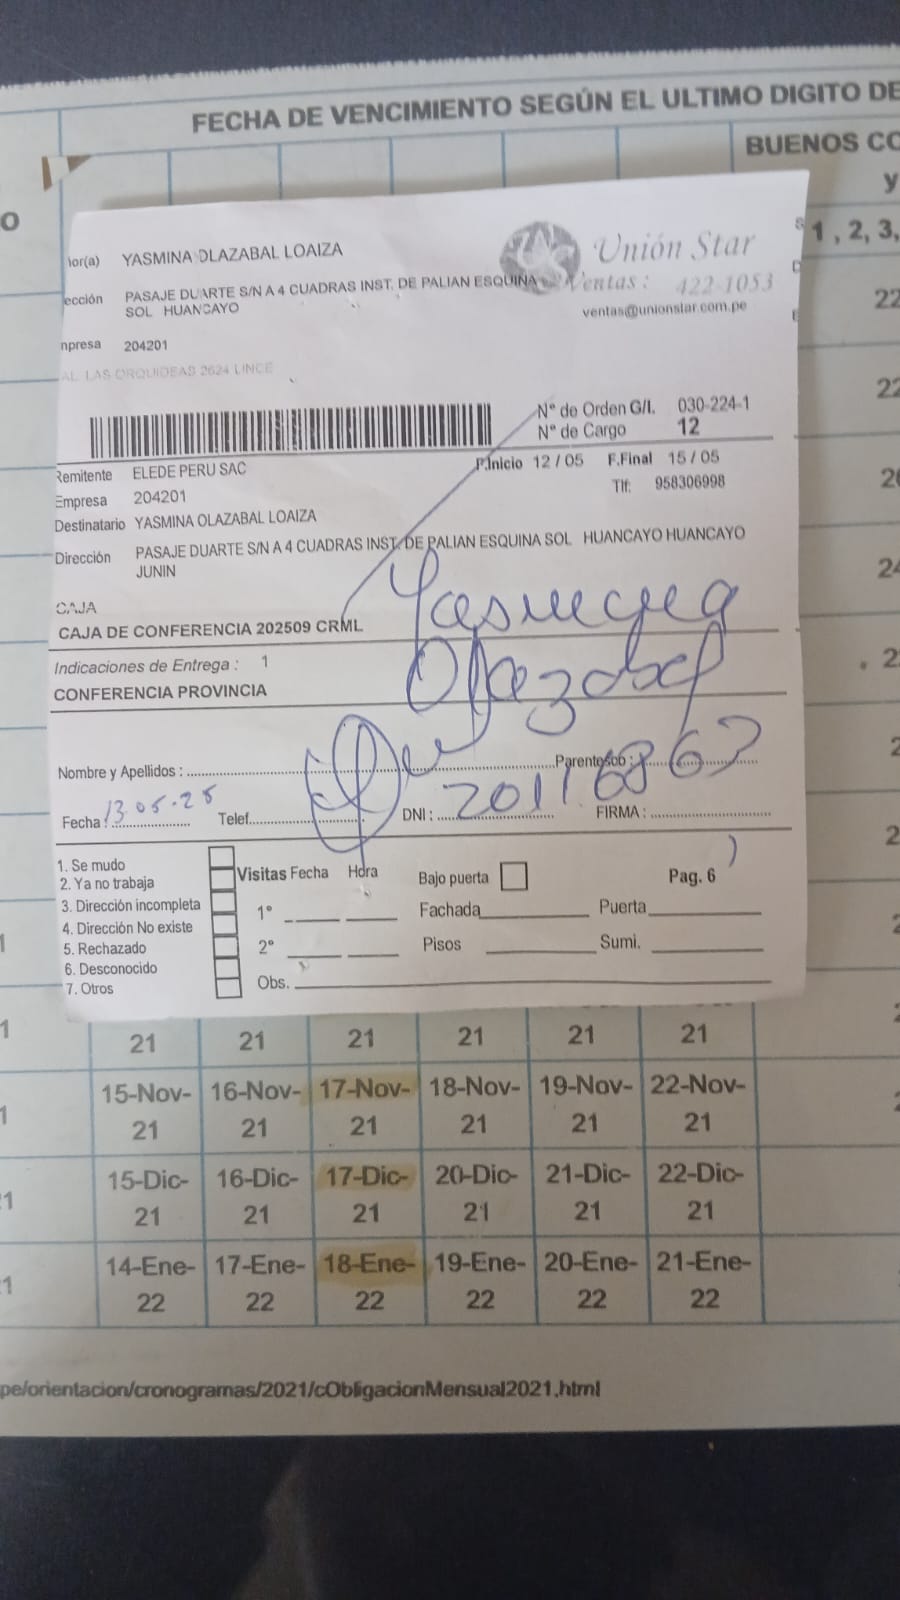 FECHA DE VENCIMIENTO SEGÚN EL ULTIMO DIGITO DE
BUENOS CO
y
O
1 , 2, 3,
lor(a) YASMINA OLAZABAL LOAIZA
Unión Star
ección PASAJE DUARTE S/N A 4 CUADRAS INST. DE PALIAN ESQUINA
SOL HUANCAYO
Ventas : 422-1053
ventas@unionstar.com.pe
npresa 204201
AL. LAS ORQUIDEAS 2624 LINCE
N° de Orden G/I. 030-224-1
N° de Cargo 12
Remitente ELEDE PERU SAC
F.Inicio 12 / 05 F.Final 15 / 05
Empresa 204201
Tlf: 958306998
Destinatario YASMINA OLAZABAL LOAIZA
Dirección PASAJE DUARTE S/N A 4 CUADRAS INST. DE PALIAN ESQUINA SOL HUANCAYO HUANCAYO
JUNIN
CAJA
CAJA DE CONFERENCIA 202509 CRML
Yasmina
Indicaciones de Entrega : 1
Olazabal
CONFERENCIA PROVINCIA
Nombre y Apellidos : Parentesco :
Fecha : 13.05.25 Telef. DNI : 20116863 FIRMA :
1. Se mudo
2. Ya no trabaja
3. Dirección incompleta
4. Dirección No existe
5. Rechazado
6. Desconocido
7. Otros
Visitas Fecha Hora Bajo puerta Pag. 6
1° Fachada Puerta
2° Pisos Sumi.
Obs.
21 21 21 21 21 21
15-Nov- 16-Nov- 17-Nov- 18-Nov- 19-Nov- 22-Nov-
21 21 21 21 21 21
15-Dic- 16-Dic- 17-Dic- 20-Dic- 21-Dic- 22-Dic-
21 21 21 21 21 21
14-Ene- 17-Ene- 18-Ene- 19-Ene- 20-Ene- 21-Ene-
22 22 22 22 22 22
pe/orientacion/cronogramas/2021/cObligacionMensual2021.html